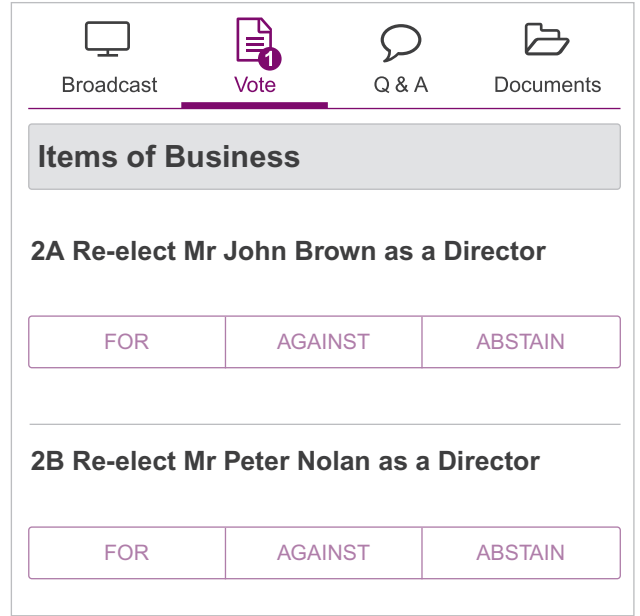 1
Broadcast Vote Q & A Documents
Items of Business
2A Re-elect Mr John Brown as a Director
FOR AGAINST ABSTAIN
2B Re-elect Mr Peter Nolan as a Director
FOR AGAINST ABSTAIN